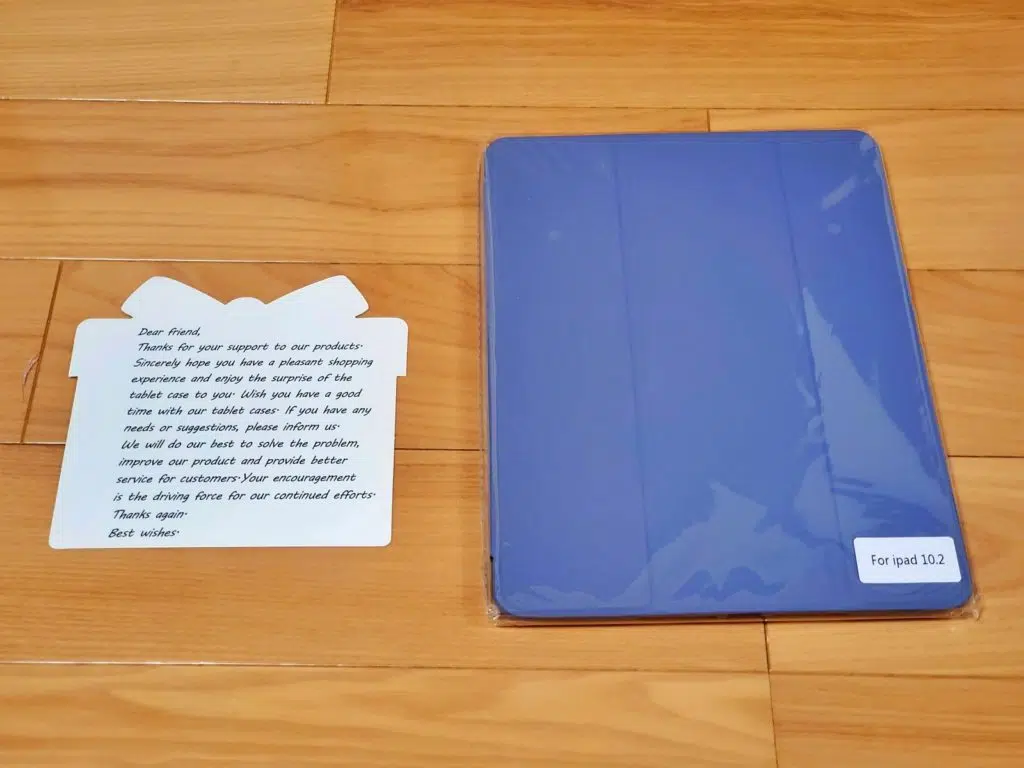 Dear friend,
Thanks for your support to our products.
Sincerely hope you have a pleasant shopping
experience and enjoy the surprise of the
tablet case to you. Wish you have a good
time with our tablet cases. If you have any
needs or suggestions, please inform us.
We will do our best to solve the problem,
improve our product and provide better
service for customers.Your encouragement
is the driving force for our continued efforts.
Thanks again.
Best wishes.
For ipad 10.2